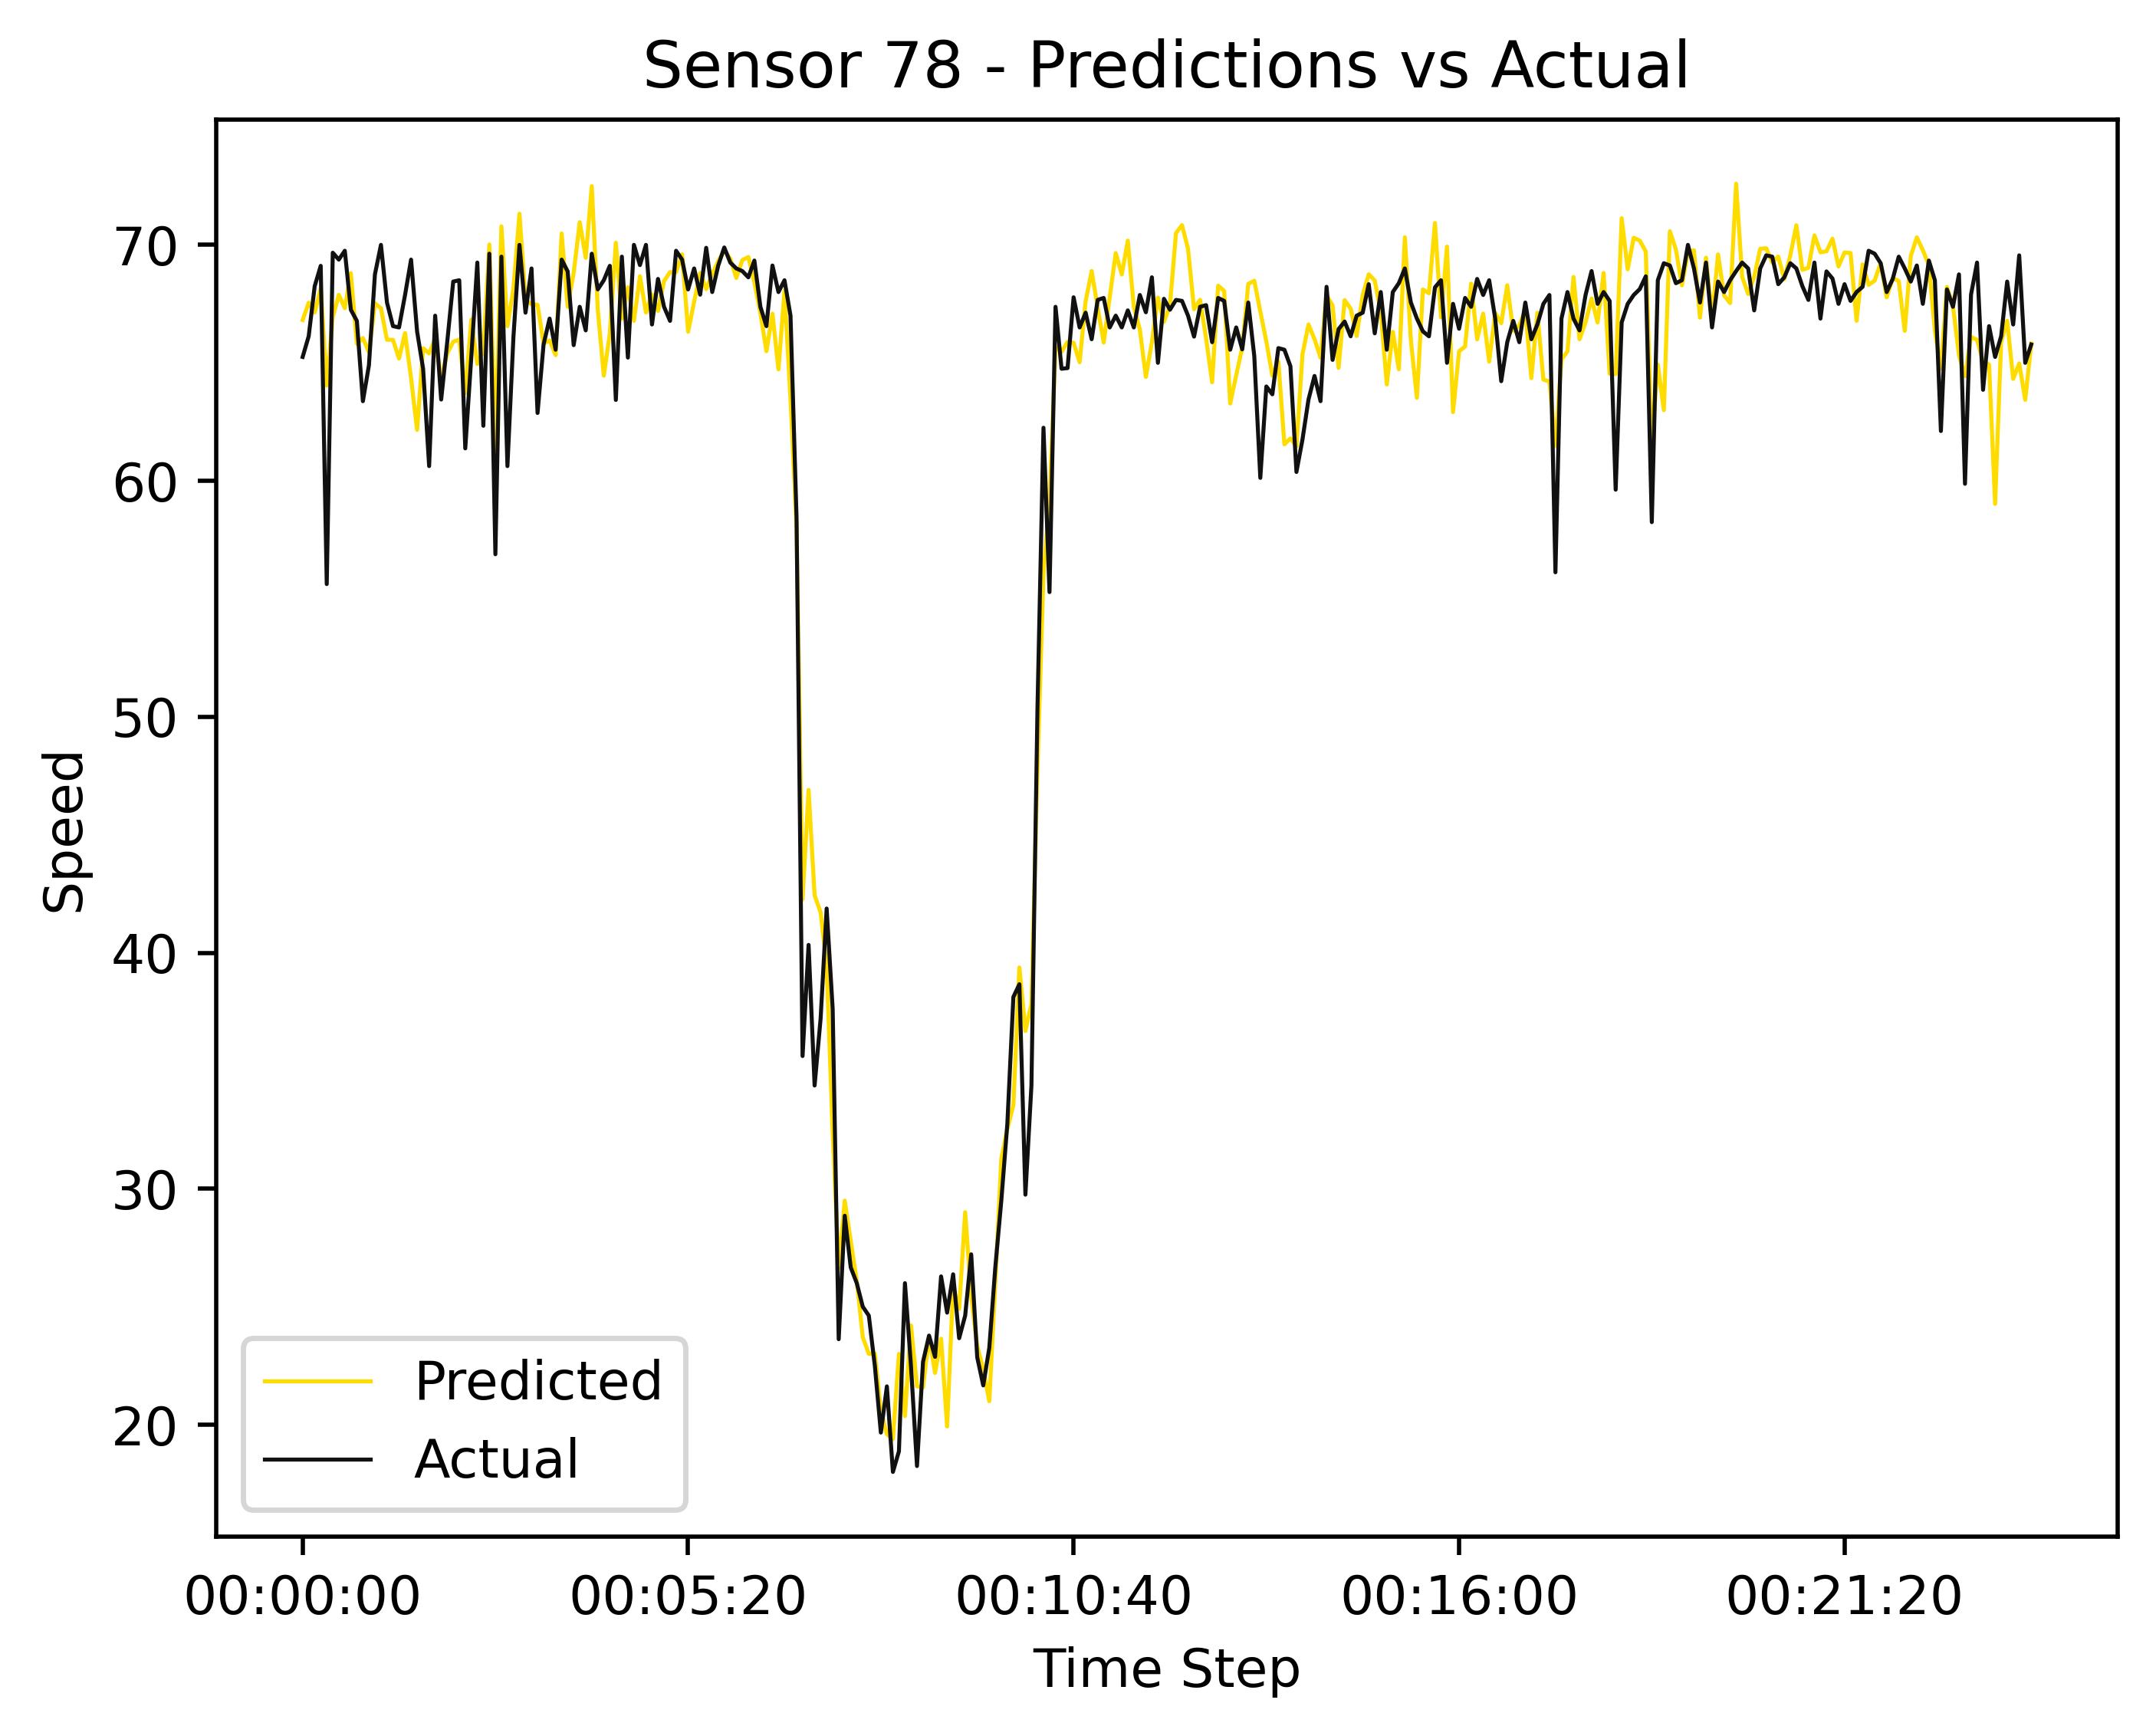 Sensor 78 - Predictions vs Actual
70
60
50
40
30
20
Speed
Predicted
Actual
00:00:00
00:05:20
00:10:40
00:16:00
00:21:20
Time Step